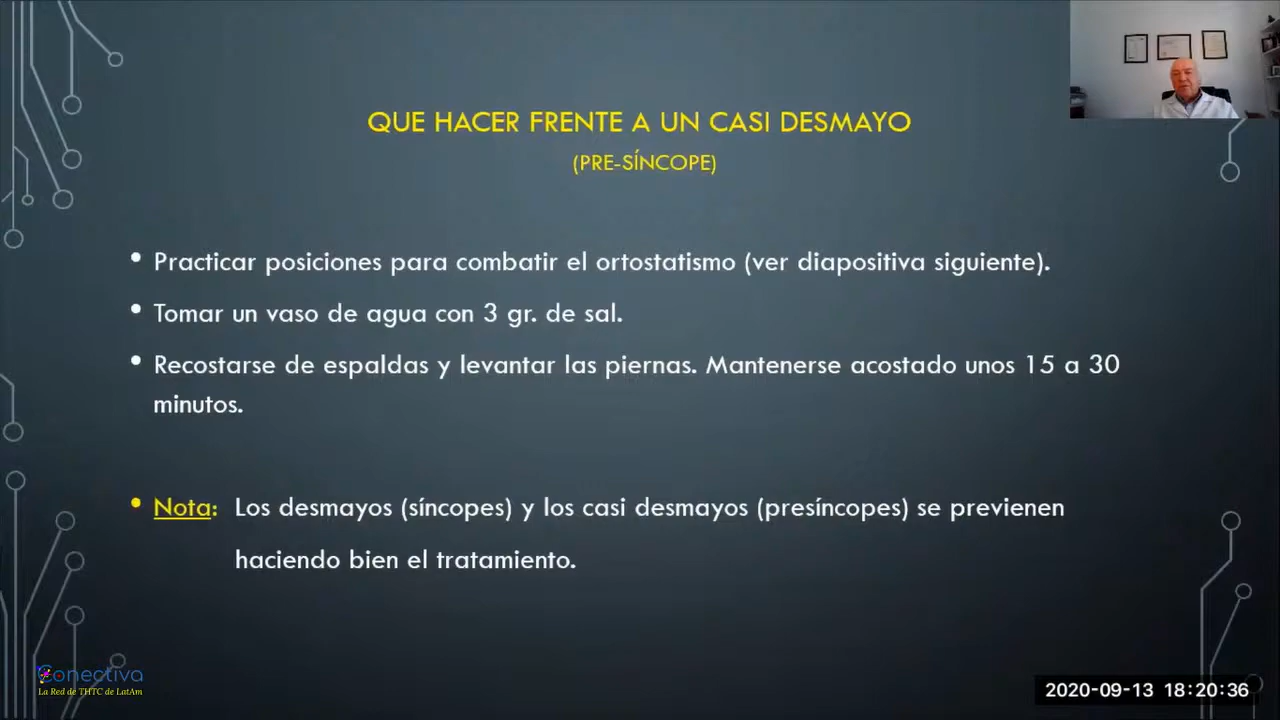 QUE HACER FRENTE A UN CASI DESMAYO
(PRE-SÍNCOPE)
• Practicar posiciones para combatir el ortostatismo (ver diapositiva siguiente).
• Tomar un vaso de agua con 3 gr. de sal.
• Recostarse de espaldas y levantar las piernas. Mantenerse acostado unos 15 a 30
minutos.
• Nota: Los desmayos (síncopes) y los casi desmayos (presíncopes) se previenen
haciendo bien el tratamiento.
Conectiva
La Red de THTC de LatAm
2020-09-13 18:20:36